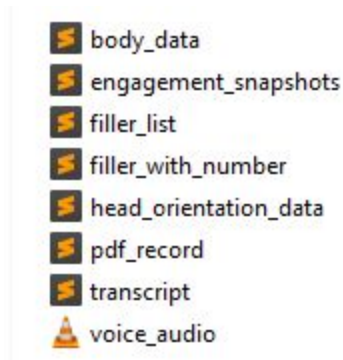 body_data
engagement_snapshots
filler_list
filler_with_number
head_orientation_data
pdf_record
transcript
voice_audio